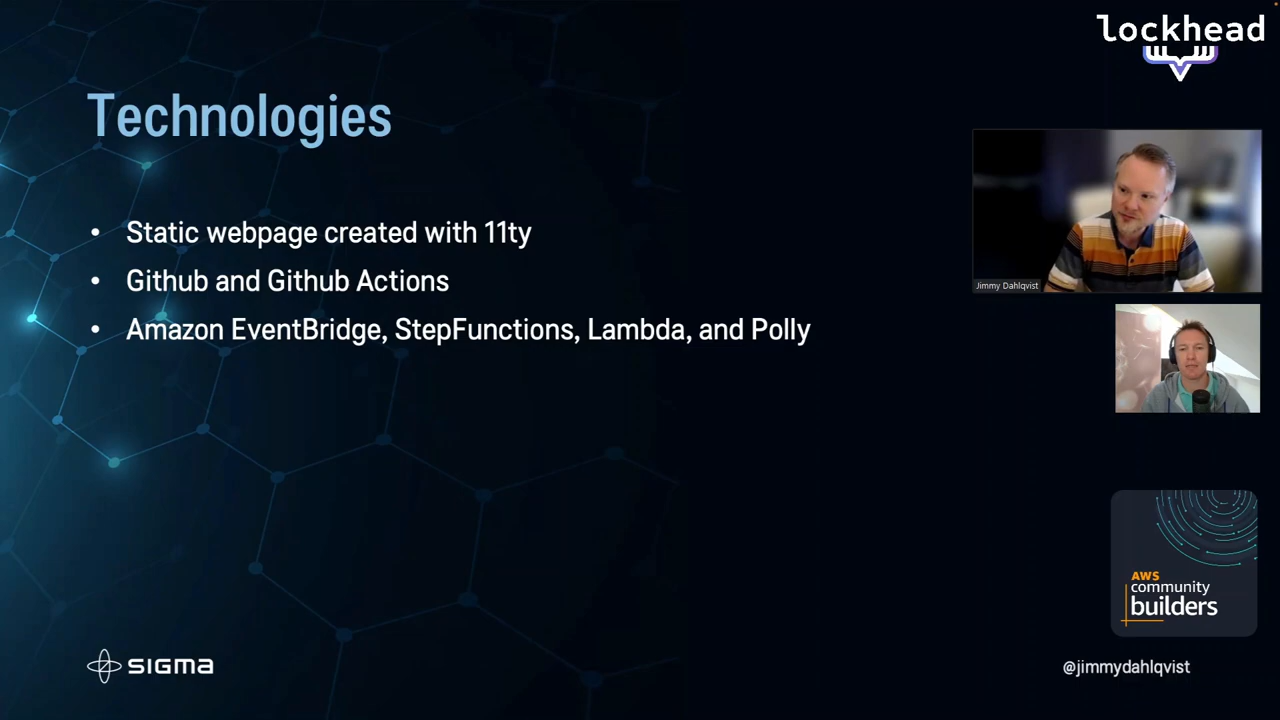 lockhead
Technologies
• Static webpage created with 11ty
• Github and Github Actions
• Amazon EventBridge, StepFunctions, Lambda, and Polly
Jimmy Dahlqvist
AWS
community
builders
SIGMA
@jimmydahlqvist